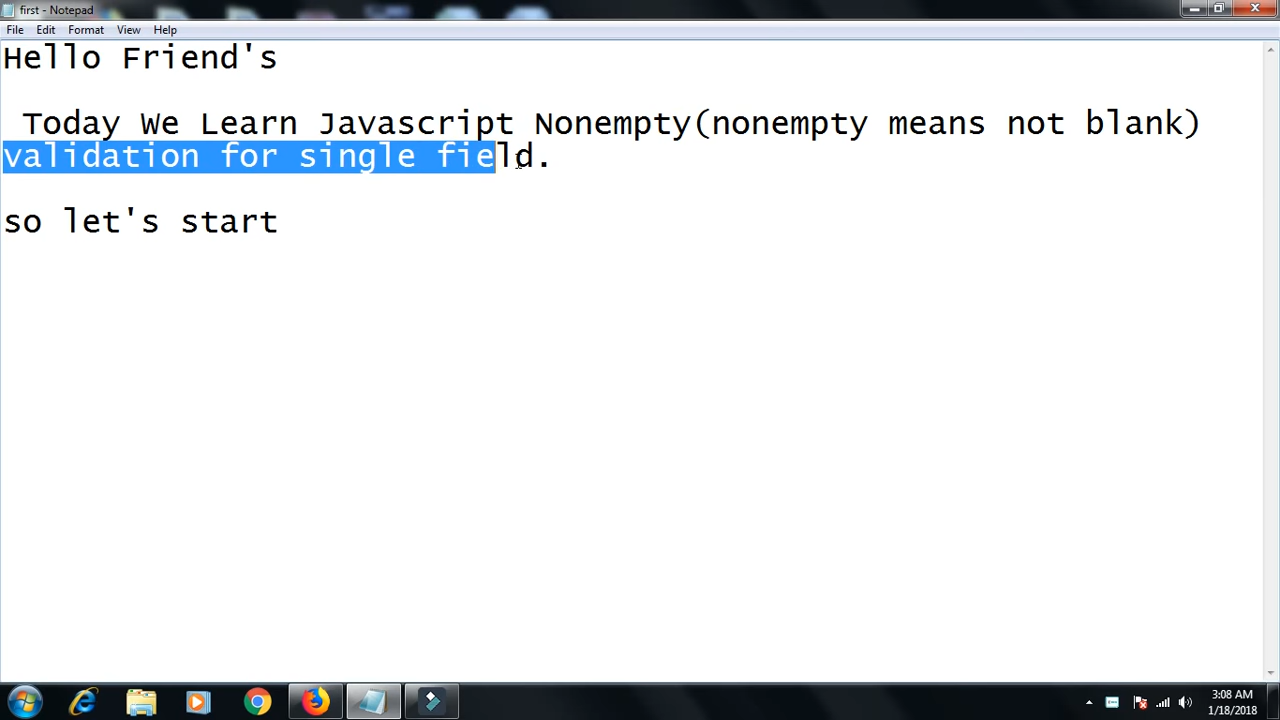 first - Notepad
File Edit Format View Help
Hello Friend's
Today We Learn Javascript Nonempty(nonempty means not blank)
validation for single field.
so let's start
3:08 AM
1/18/2018